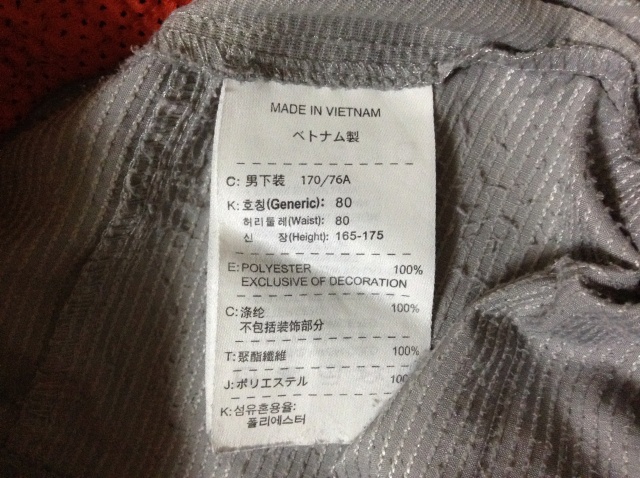 MADE IN VIETNAM
ベトナム製
C: 男下装 170/76A
K: 호칭(Generic): 80
허리둘레(Waist): 80
신 장(Height): 165-175
E: POLYESTER 100%
EXCLUSIVE OF DECORATION
C: 涤纶 100%
不包括装饰部分
T: 聚酯纖維 100%
J: ポリエステル 100
K: 섬유혼용율:
폴리에스터